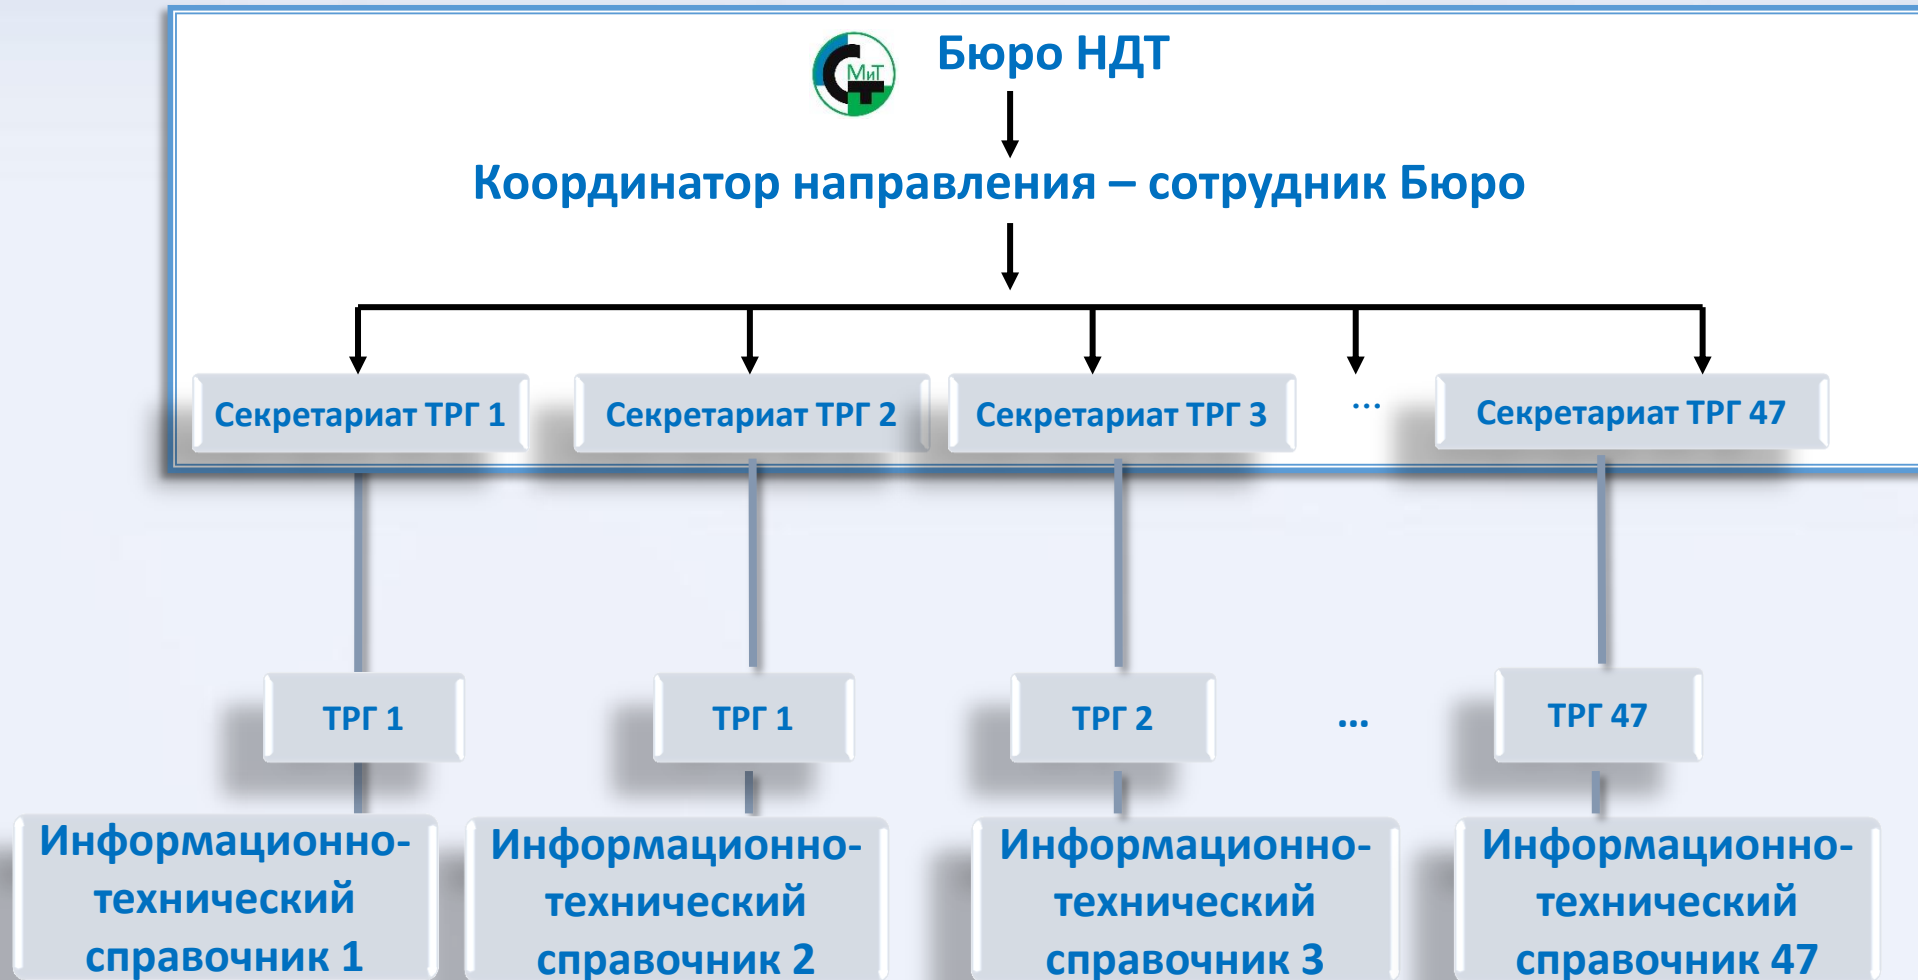 Бюро НДТ
МиТ
Координатор направления – сотрудник Бюро
Секретариат ТРГ 1
Секретариат ТРГ 2
Секретариат ТРГ 3
...
Секретариат ТРГ 47
ТРГ 1
ТРГ 1
ТРГ 2
...
ТРГ 47
Информационно-
технический
справочник 1
Информационно-
технический
справочник 2
Информационно-
технический
справочник 3
Информационно-
технический
справочник 47